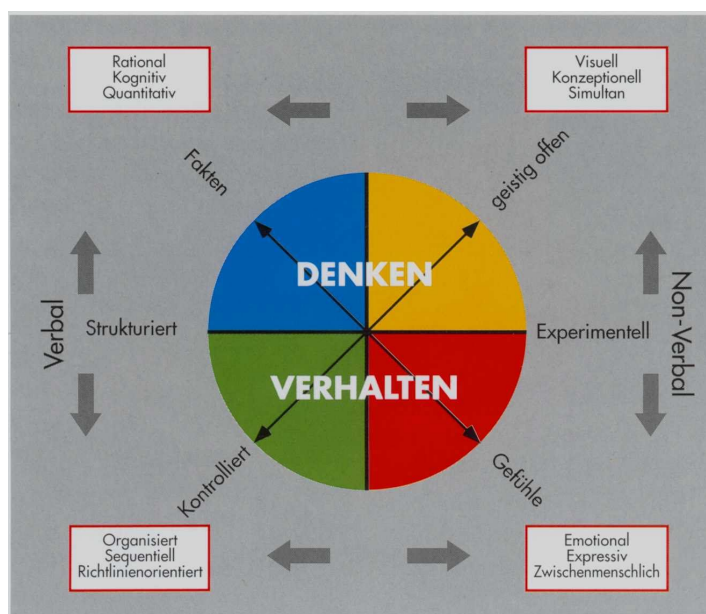 Rational
Kognitiv
Quantitativ
Visuell
Konzeptionell
Simultan
Fakten
geistig offen
DENKEN
Verbal
Strukturiert
Experimentell
Non-Verbal
VERHALTEN
Kontrolliert
Gefühle
Organisiert
Sequentiell
Richtlinienorientiert
Emotional
Expressiv
Zwischenmenschlich